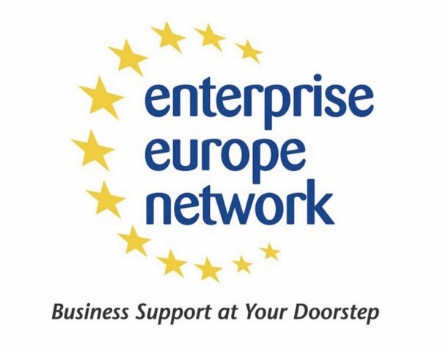 enterprise
europe
network
Business Support at Your Doorstep